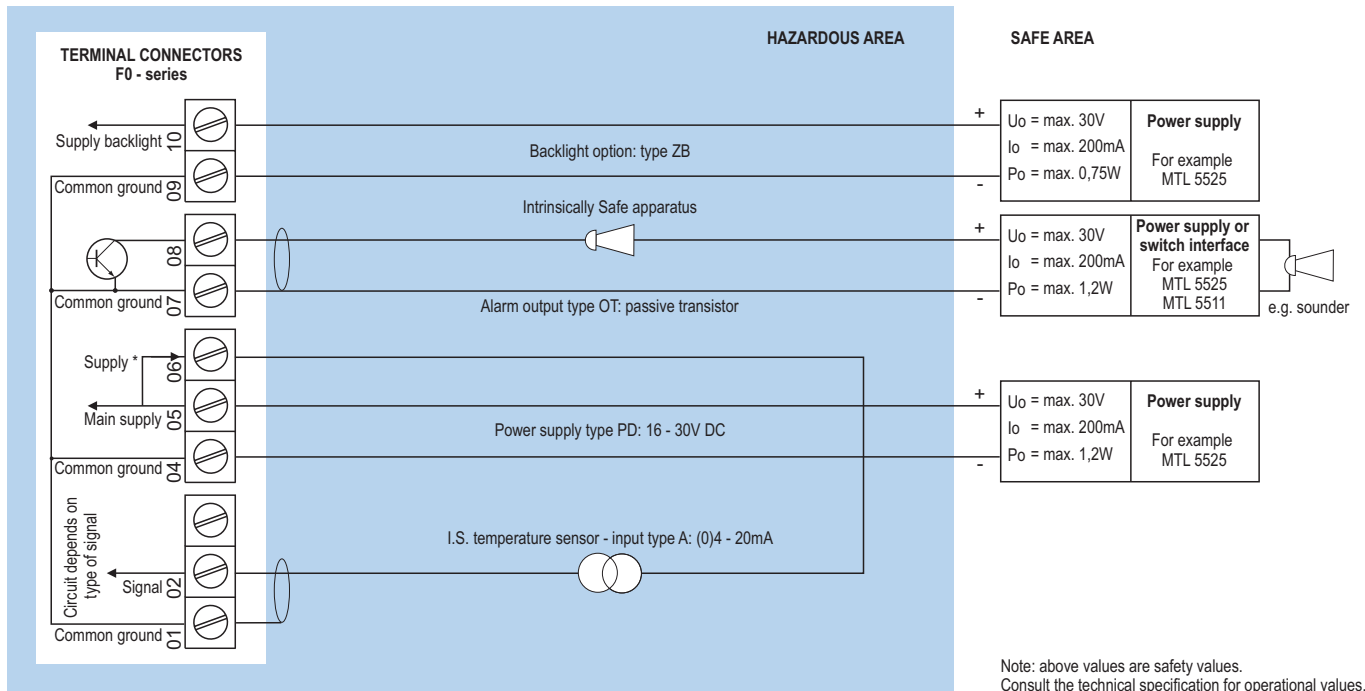 HAZARDOUS AREA
SAFE AREA
TERMINAL CONNECTORS
F0 - series
Supply backlight
10
Common ground
09
Backlight option: type ZB
+
-
Uo = max. 30V
Io = max. 200mA
Po = max. 0,75W
Power supply
For example
MTL 5525
Intrinsically Safe apparatus
08
Common ground
07
Alarm output type OT: passive transistor
+
-
Uo = max. 30V
Io = max. 200mA
Po = max. 1,2W
Power supply or
switch interface
For example
MTL 5525
MTL 5511
e.g. sounder
Supply *
06
Main supply
05
Common ground
04
Power supply type PD: 16 - 30V DC
+
-
Uo = max. 30V
Io = max. 200mA
Po = max. 1,2W
Power supply
For example
MTL 5525
Circuit depends on
type of signal
I.S. temperature sensor - input type A: (0)4 - 20mA
Signal
02
Common ground
01
Note: above values are safety values.
Consult the technical specification for operational values.